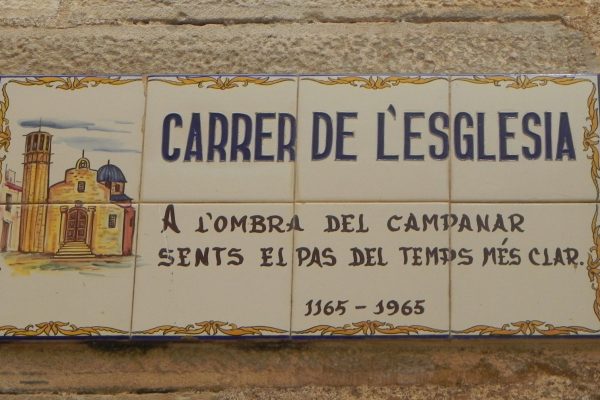 CARRER DE L'ESGLESIA
A L'OMBRA DEL CAMPANAR
SENTS EL PAS DEL TEMPS MÉS CLAR.
1165 - 1965